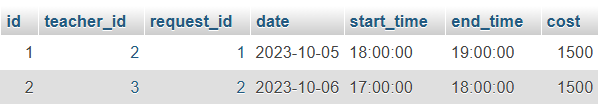 id teacher_id request_id date start_time end_time cost
1 2 1 2023-10-05 18:00:00 19:00:00 1500
2 3 2 2023-10-06 17:00:00 18:00:00 1500